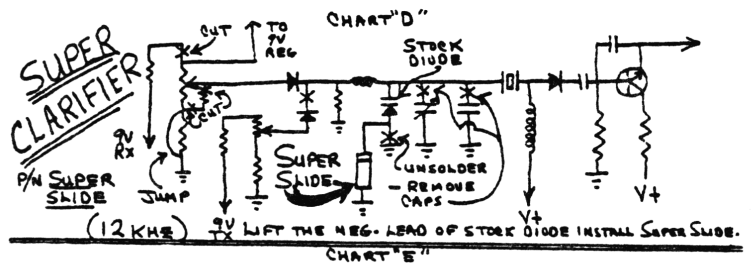 CHART "D"
SUPER
CLARIFIER
P/N SUPER
SLIDE
(12 KHz)
CUT
TO
9V
REG
STOCK
DIODE
(CUT)
9V
RX
JUMP
SUPER
SLIDE
UNSOLDER
- REMOVE
CAPS
V+
V+
9V
TX
LIFT THE NEG. LEAD OF STOCK DIODE INSTALL SUPER SLIDE.
CHART "E"